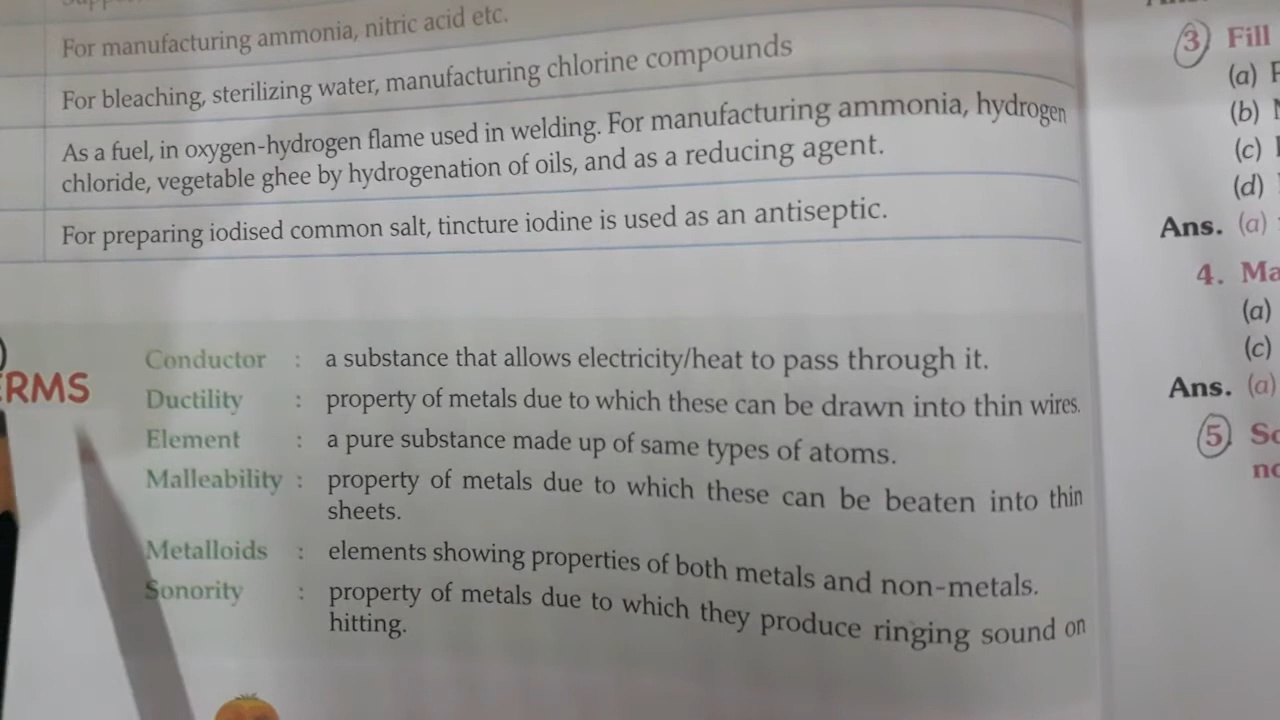 For manufacturing ammonia, nitric acid etc.
For bleaching, sterilizing water, manufacturing chlorine compounds
As a fuel, in oxygen-hydrogen flame used in welding. For manufacturing ammonia, hydrogen
chloride, vegetable ghee by hydrogenation of oils, and as a reducing agent.
For preparing iodised common salt, tincture iodine is used as an antiseptic.
ERMS
Conductor : a substance that allows electricity/heat to pass through it.
Ductility : property of metals due to which these can be drawn into thin wires.
Element : a pure substance made up of same types of atoms.
Malleability : property of metals due to which these can be beaten into thin
sheets.
Metalloids : elements showing properties of both metals and non-metals.
Sonority : property of metals due to which they produce ringing sound on
hitting.
3 Fill
(a)
(b)
(c)
(d)
Ans. (a)
4. Ma
(a)
(c)
Ans. (a)
5 Sc
no